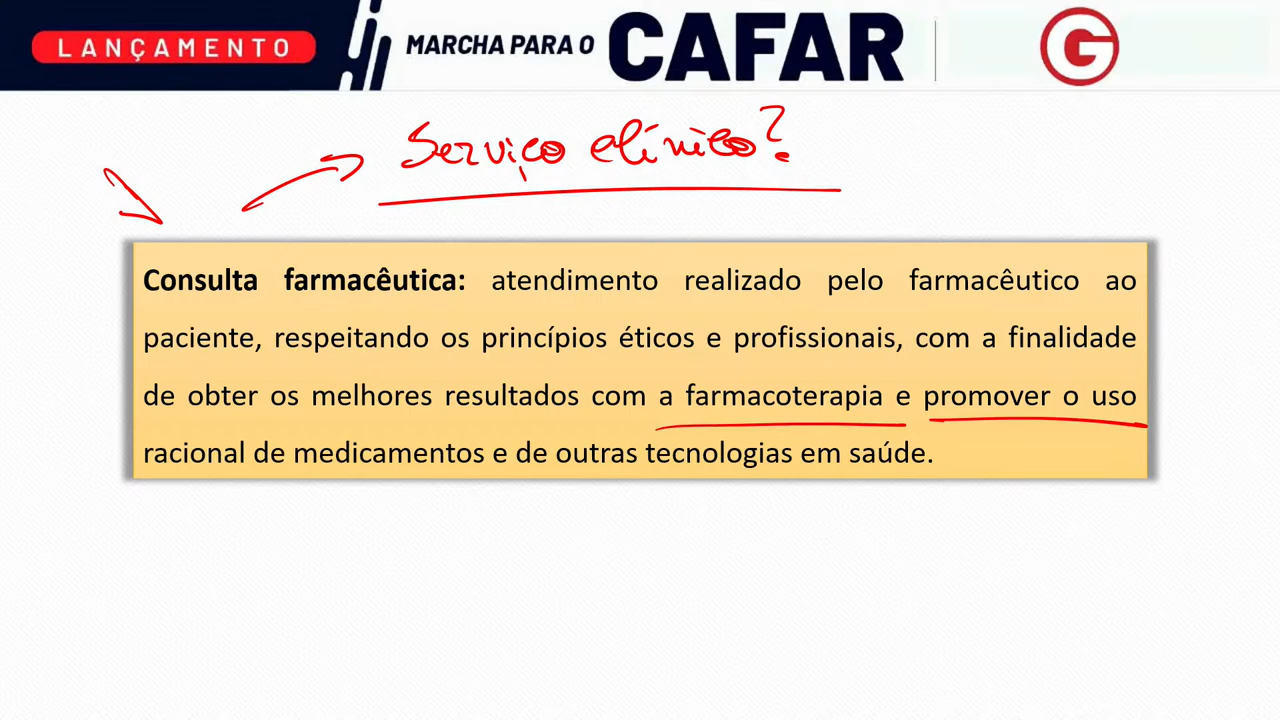 LANÇAMENTO
MARCHA PARA O CAFAR
G
Serviço clínico?
Consulta farmacêutica: atendimento realizado pelo farmacêutico ao
paciente, respeitando os princípios éticos e profissionais, com a finalidade
de obter os melhores resultados com a farmacoterapia e promover o uso
racional de medicamentos e de outras tecnologias em saúde.